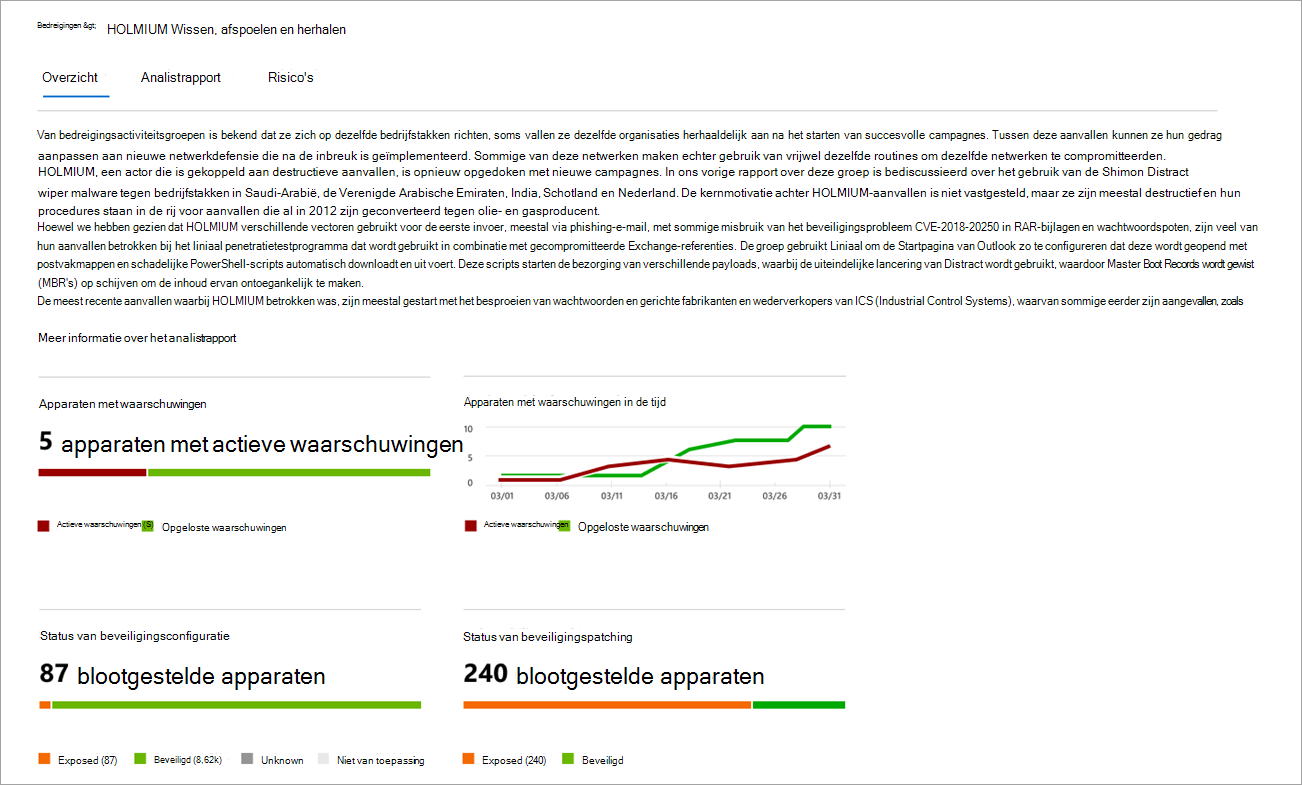 Bedreigingen &gt; HOLMIUM Wissen, afspoelen en herhalen
Overzicht Analistrapport Risico's
Van bedreigingsactiviteitsgroepen is bekend dat ze zich op dezelfde bedrijfstakken richten, soms vallen ze dezelfde organisaties herhaaldelijk aan na het starten van succesvolle campagnes. Tussen deze aanvallen kunnen ze hun gedrag
aanpassen aan nieuwe netwerkdefensie die na de inbreuk is geïmplementeerd. Sommige van deze netwerken maken echter gebruik van vrijwel dezelfde routines om dezelfde netwerken te compromitteerden.
HOLMIUM, een actor die is gekoppeld aan destructieve aanvallen, is opnieuw opgedoken met nieuwe campagnes. In ons vorige rapport over deze groep is bediscussieerd over het gebruik van de Shimon Distract
wiper malware tegen bedrijfstakken in Saudi-Arabië, de Verenigde Arabische Emiraten, India, Schotland en Nederland. De kernmotivatie achter HOLMIUM-aanvallen is niet vastgesteld, maar ze zijn meestal destructief en hun
procedures staan in de rij voor aanvallen die al in 2012 zijn geconverteerd tegen olie- en gasproducent.
Hoewel we hebben gezien dat HOLMIUM verschillende vectoren gebruikt voor de eerste invoer, meestal via phishing-e-mail, met sommige misbruik van het beveiligingsprobleem CVE-2018-20250 in RAR-bijlagen en wachtwoordspoten, zijn veel van
hun aanvallen betrokken bij het liniaal penetratietestprogramma dat wordt gebruikt in combinatie met gecompromitteerde Exchange-referenties. De groep gebruikt Liniaal om de Startpagina van Outlook zo te configureren dat deze wordt geopend met
postvakmappen en schadelijke PowerShell-scripts automatisch downloadt en uit voert. Deze scripts starten de bezorging van verschillende payloads, waarbij de uiteindelijke lancering van Distract wordt gebruikt, waardoor Master Boot Records wordt gewist
(MBR's) op schijven om de inhoud ervan ontoegankelijk te maken.
De meest recente aanvallen waarbij HOLMIUM betrokken was, zijn meestal gestart met het besproeien van wachtwoorden en gerichte fabrikanten en wederverkopers van ICS (Industrial Control Systems), waarvan sommige eerder zijn aangevallen, zoals
Meer informatie over het analistrapport
Apparaten met waarschuwingen
5 apparaten met actieve waarschuwingen
Actieve waarschuwingen (S) Opgeloste waarschuwingen
Apparaten met waarschuwingen in de tijd
10
5
0
03/01 03/06 03/11 03/16 03/21 03/26 03/31
Actieve waarschuwingen Opgeloste waarschuwingen
Status van beveiligingsconfiguratie
87 blootgestelde apparaten
Exposed (87) Beveiligd (8,62k) Unknown Niet van toepassing
Status van beveiligingspatching
240 blootgestelde apparaten
Exposed (240) Beveiligd